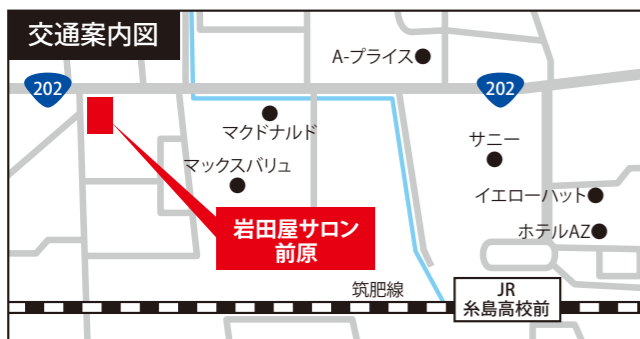 交通案内図
A-プライス
202
202
マクドナルド
サニー
マックスバリュ
イエローハット
岩田屋サロン
前原
ホテルAZ
筑肥線
JR
糸島高校前